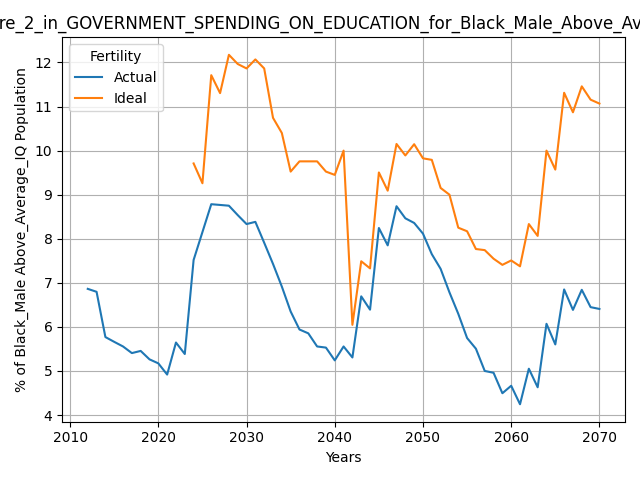 re_2_in_GOVERNMENT_SPENDING_ON_EDUCATION_for_Black_Male_Above_Av
Fertility
Actual
Ideal
% of Black_Male Above_Average_IQ Population
12
11
10
9
8
7
6
5
4
2010 2020 2030 2040 2050 2060 2070
Years